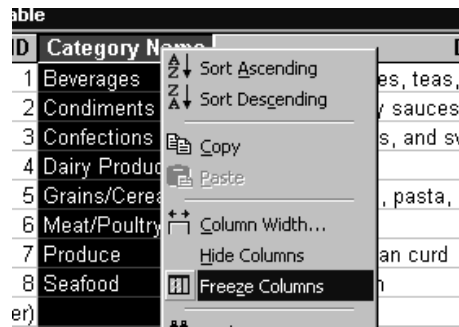 able
ID Category Name
1 Beverages es, teas,
2 Condiments y sauces
3 Confections s, and sw
4 Dairy Produc
5 Grains/Cerea , pasta,
6 Meat/Poultry
7 Produce an curd
8 Seafood
er)
Sort Ascending
Sort Descending
Copy
Paste
Column Width...
Hide Columns
Freeze Columns